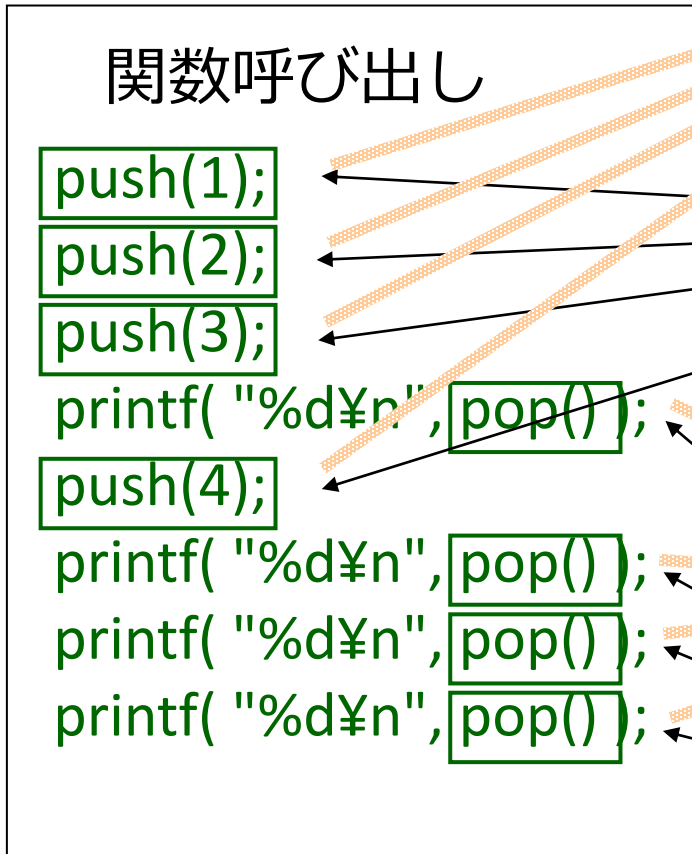 関数呼び出し
push(1);
push(2);
push(3);
printf( "%d¥n", pop() );
push(4);
printf( "%d¥n", pop() );
printf( "%d¥n", pop() );
printf( "%d¥n", pop() );